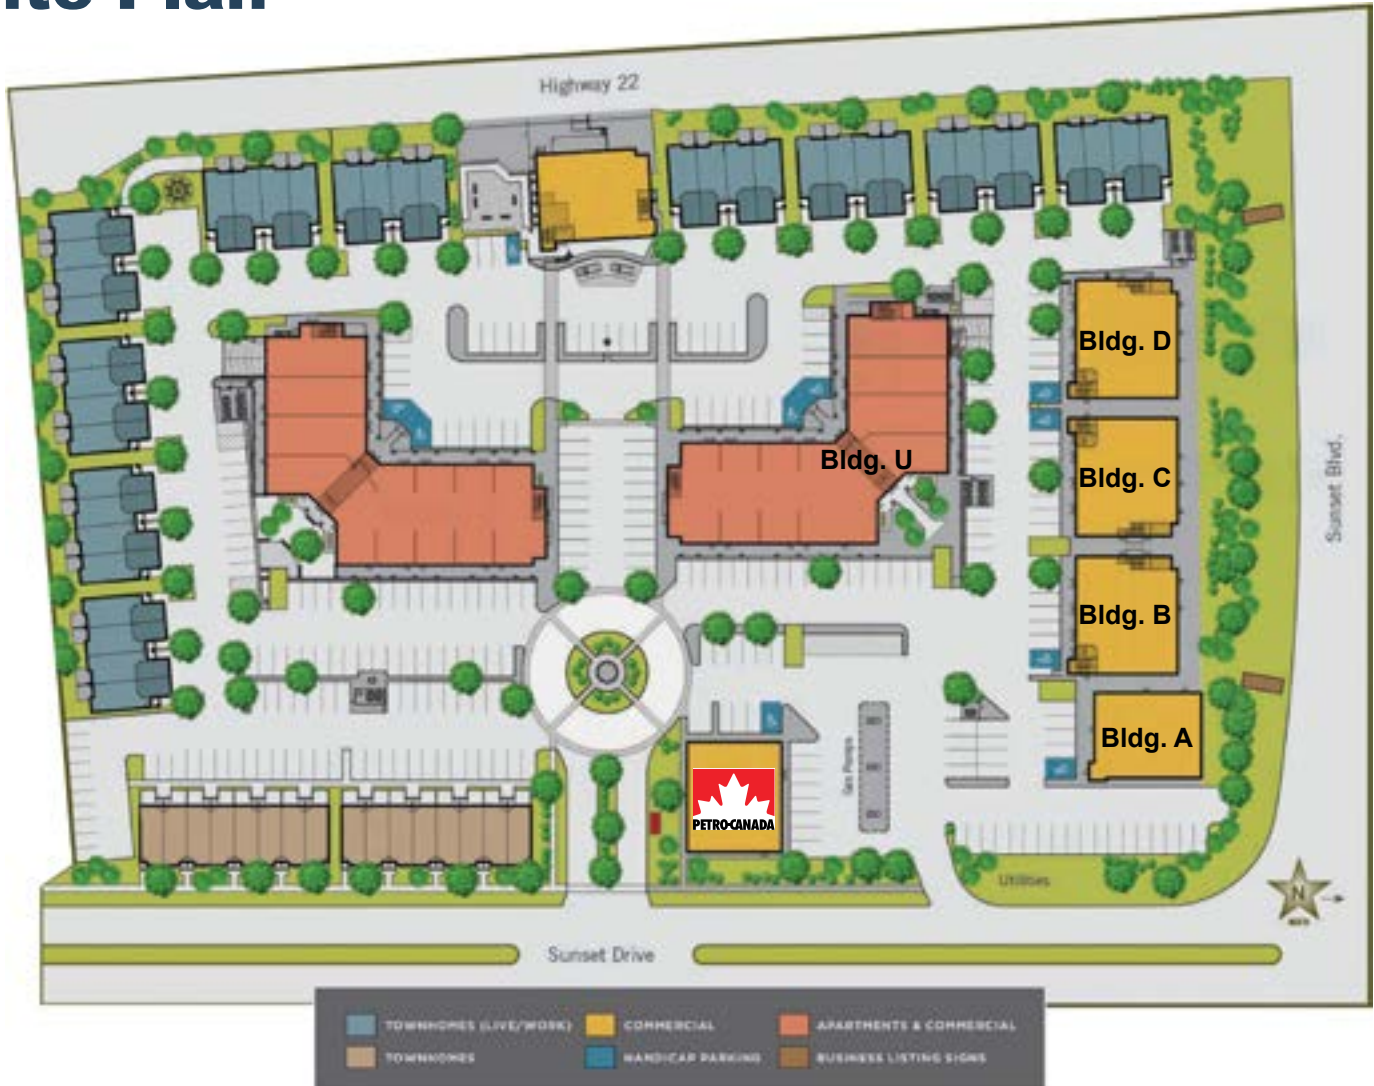 Highway 22
Bldg. D
Bldg. U
Bldg. C
Sunset Blvd.
Bldg. B
Bldg. A
Gas Pumps
PETRO-CANADA
Utilities
N
Sunset Drive
TOWNHOMES (LIVE/WORK)
COMMERCIAL
APARTMENTS & COMMERCIAL
TOWNHOMES
HANDICAP PARKING
BUSINESS LISTING SIGNS